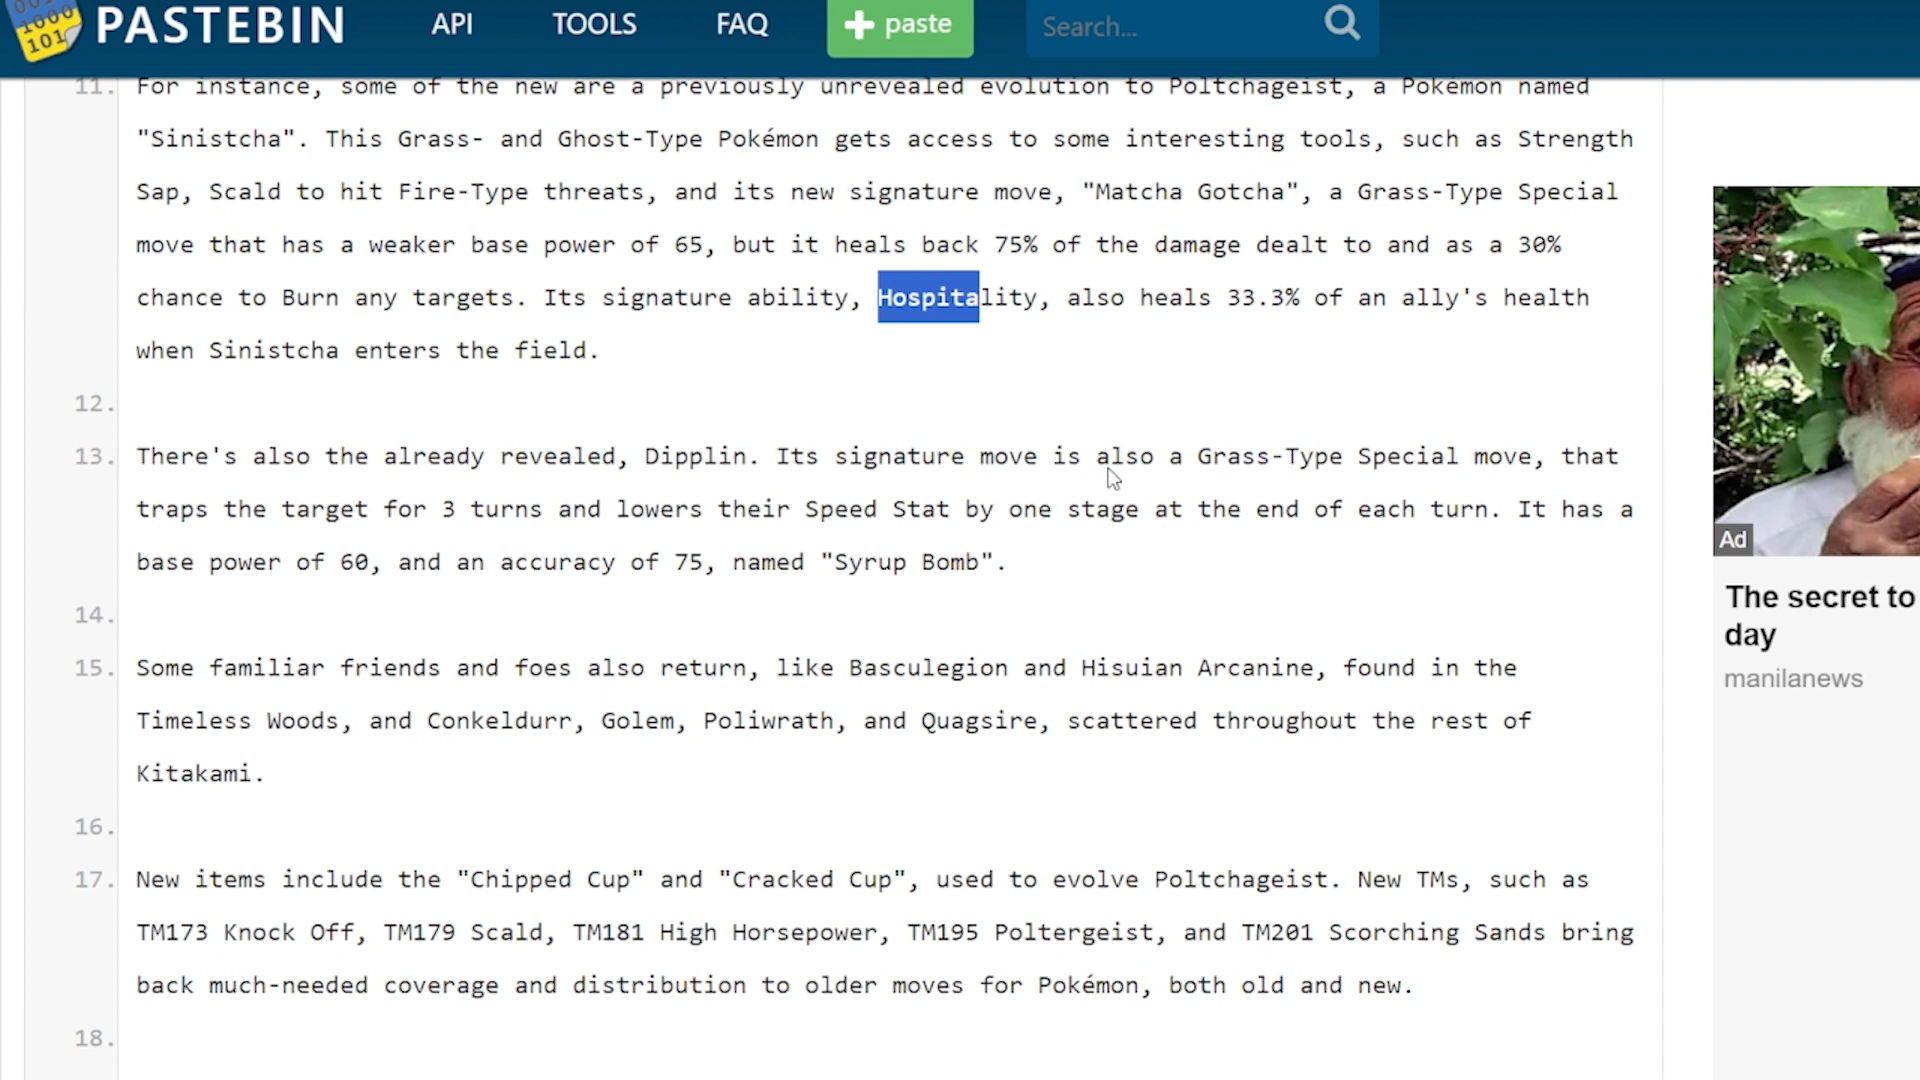 PASTEBIN API TOOLS FAQ + paste Search...
1000
101
11. For instance, some of the new are a previously unrevealed evolution to Poltchageist, a Pokémon named
"Sinistcha". This Grass- and Ghost-Type Pokémon gets access to some interesting tools, such as Strength
Sap, Scald to hit Fire-Type threats, and its new signature move, "Matcha Gotcha", a Grass-Type Special
move that has a weaker base power of 65, but it heals back 75% of the damage dealt to and as a 30%
chance to Burn any targets. Its signature ability, Hospitality, also heals 33.3% of an ally's health
when Sinistcha enters the field.
12.
13. There's also the already revealed, Dipplin. Its signature move is also a Grass-Type Special move, that
traps the target for 3 turns and lowers their Speed Stat by one stage at the end of each turn. It has a
base power of 60, and an accuracy of 75, named "Syrup Bomb".
14.
15. Some familiar friends and foes also return, like Basculegion and Hisuian Arcanine, found in the
Timeless Woods, and Conkeldurr, Golem, Poliwrath, and Quagsire, scattered throughout the rest of
Kitakami.
16.
17. New items include the "Chipped Cup" and "Cracked Cup", used to evolve Poltchageist. New TMs, such as
TM173 Knock Off, TM179 Scald, TM181 High Horsepower, TM195 Poltergeist, and TM201 Scorching Sands bring
back much-needed coverage and distribution to older moves for Pokémon, both old and new.
18.
Ad
The secret to
day
manilanews